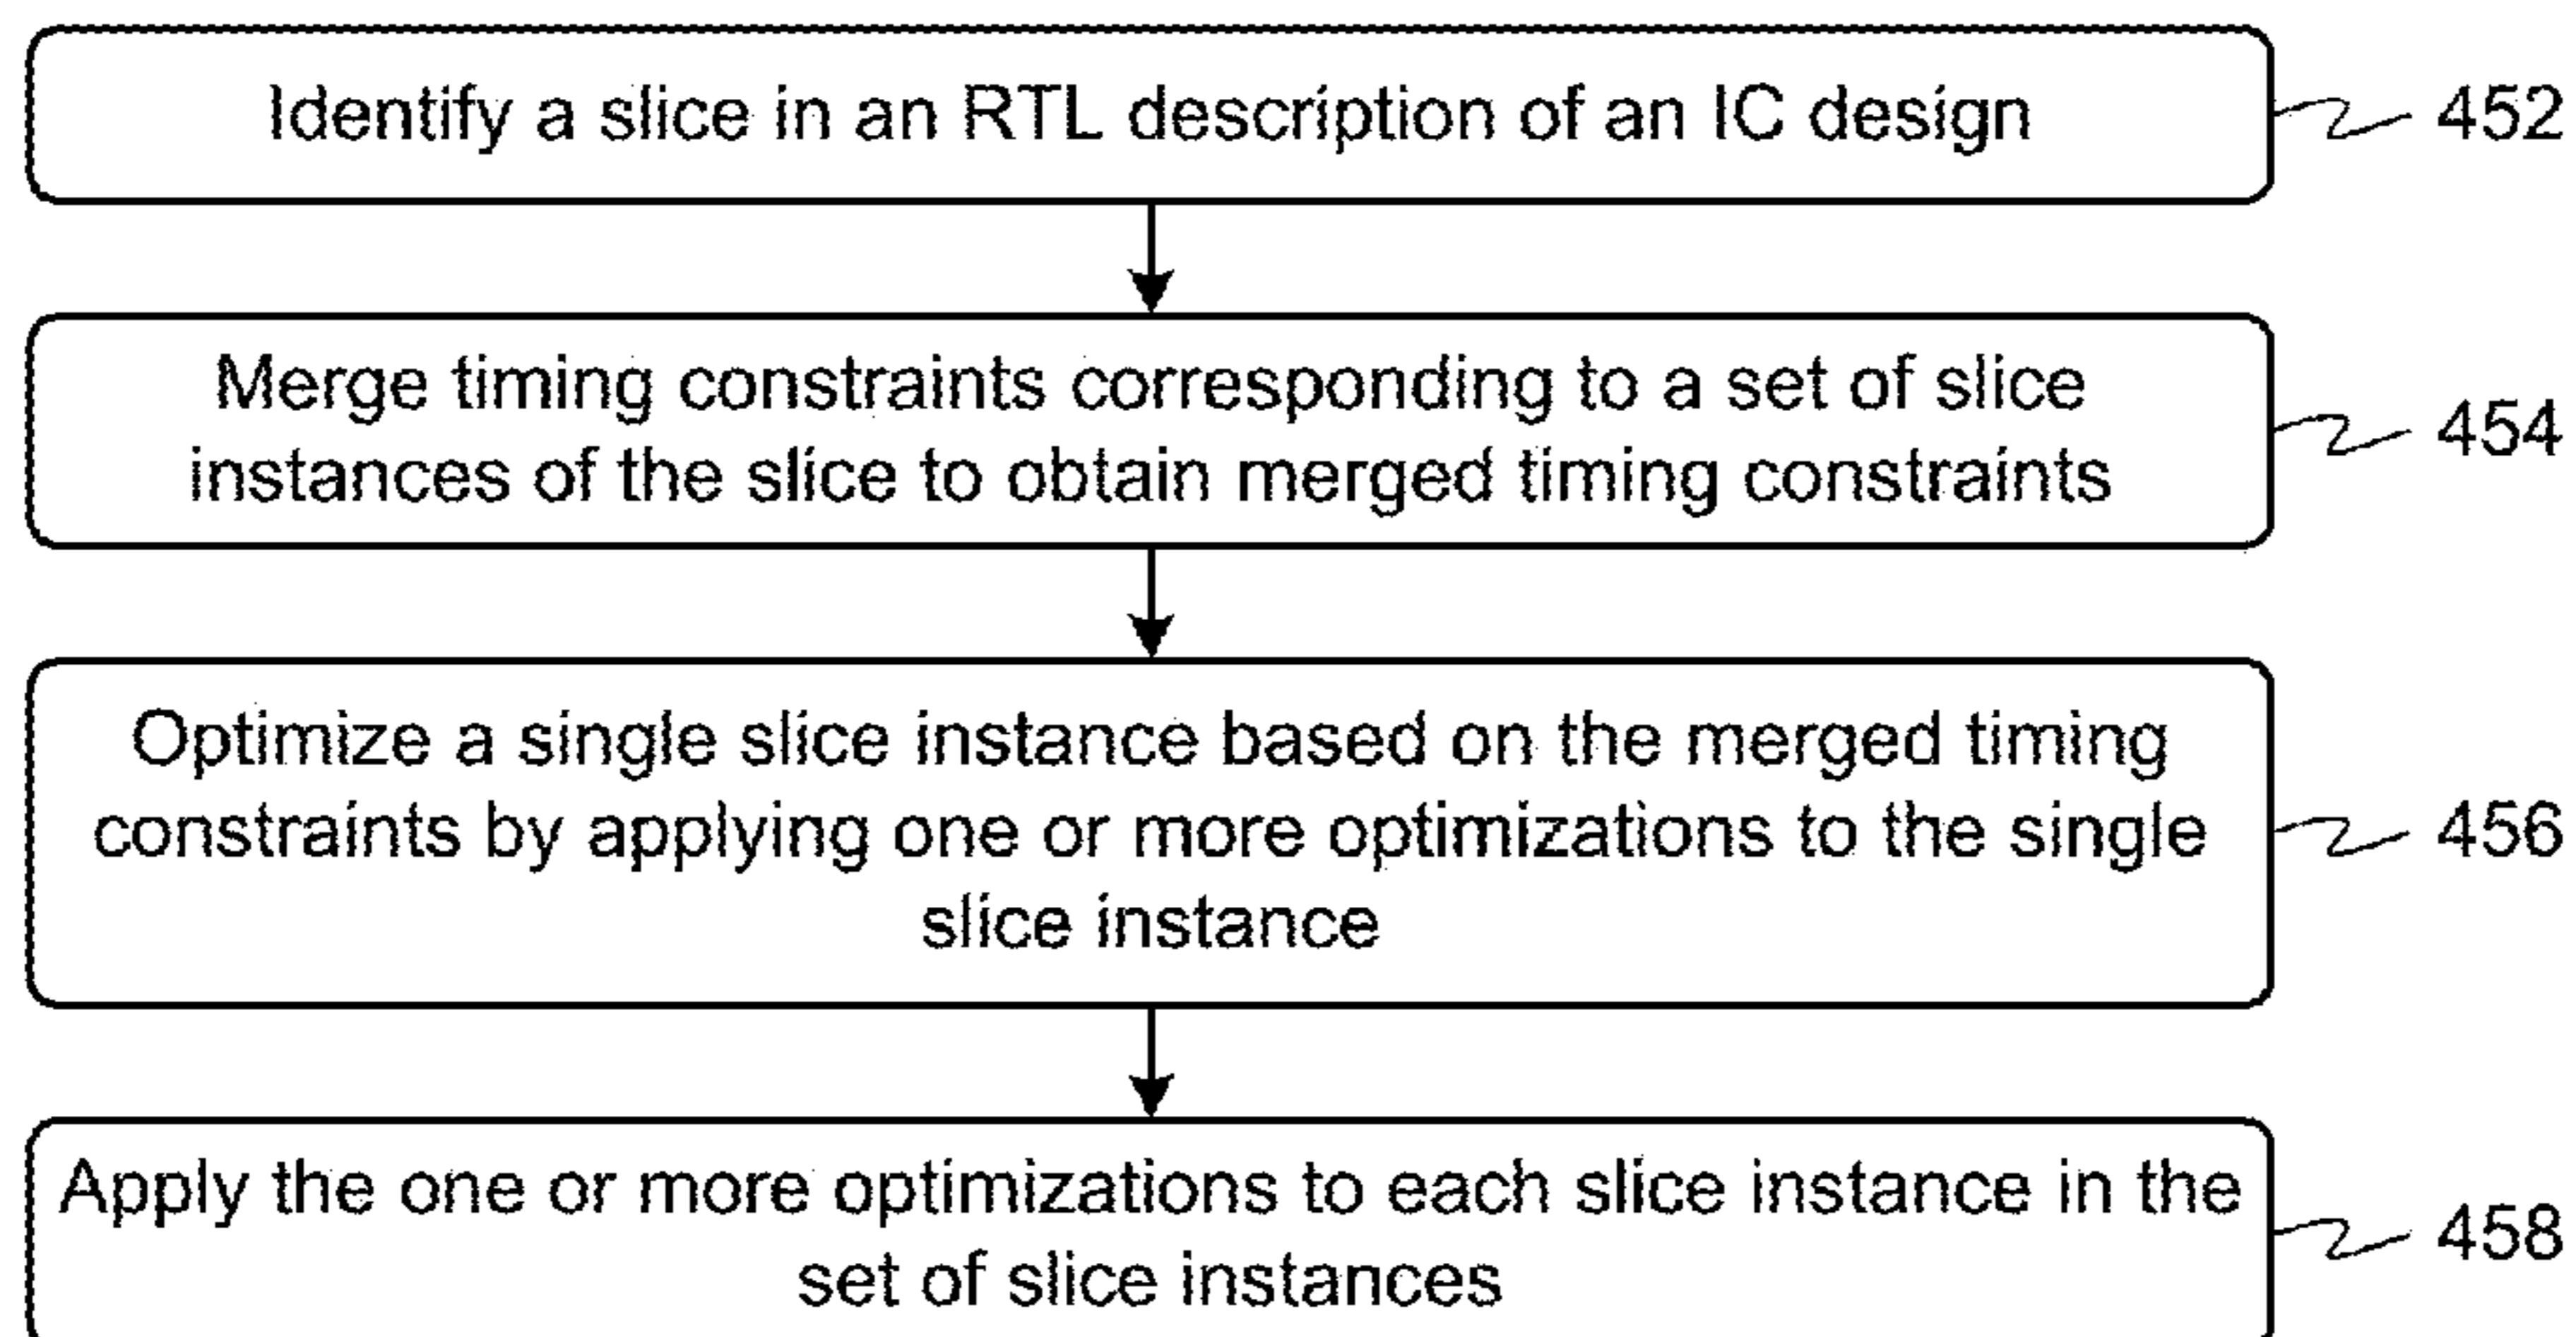 Identify a slice in an RTL description of an IC design
452
Merge timing constraints corresponding to a set of slice
instances of the slice to obtain merged timing constraints
454
Optimize a single slice instance based on the merged timing
constraints by applying one or more optimizations to the single
slice instance
456
Apply the one or more optimizations to each slice instance in the
set of slice instances
458